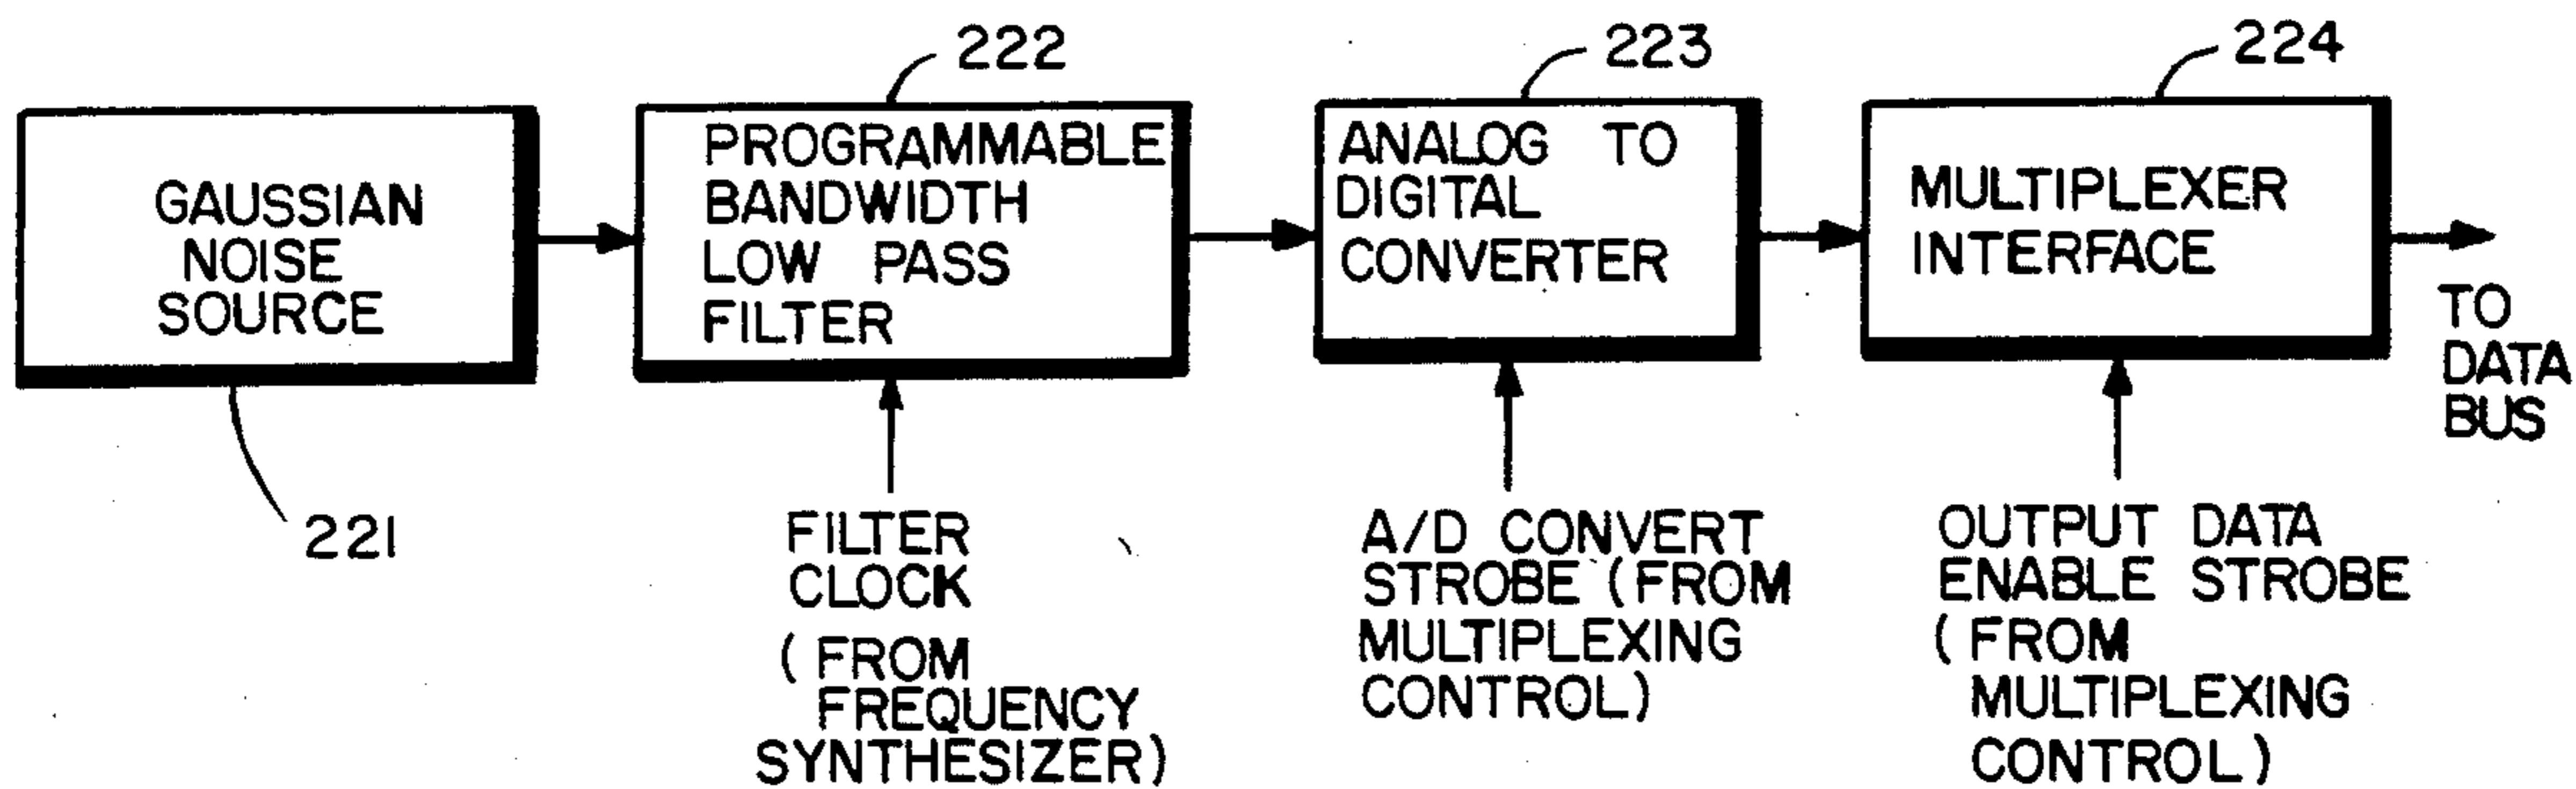 222
223
224
GAUSSIAN
NOISE
SOURCE
PROGRAMMABLE
BANDWIDTH
LOW PASS
FILTER
ANALOG TO
DIGITAL
CONVERTER
MULTIPLEXER
INTERFACE
TO
DATA
BUS
221
FILTER
CLOCK
(FROM
FREQUENCY
SYNTHESIZER)
A/D CONVERT
STROBE (FROM
MULTIPLEXING
CONTROL)
OUTPUT DATA
ENABLE STROBE
(FROM
MULTIPLEXING
CONTROL)